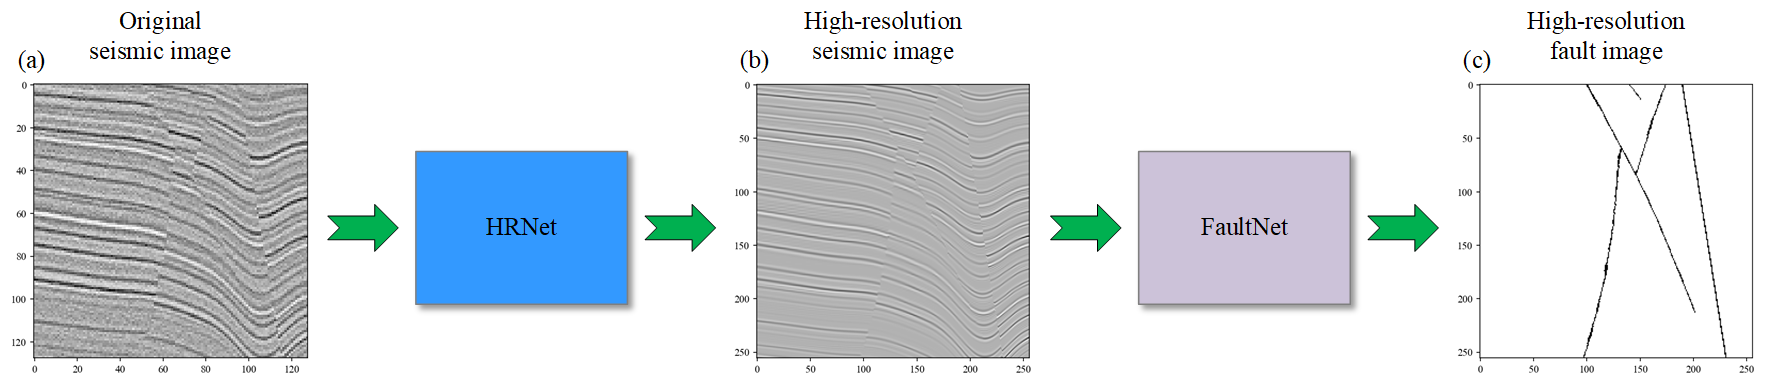 Original
seismic image
(a)
0
20
40
60
80
100
120
0 20 40 60 80 100 120
HRNet
High-resolution
seismic image
(b)
0
50
100
150
200
250
0 50 100 150 200 250
FaultNet
High-resolution
fault image
(c)
0
50
100
150
200
250
0 100 150 200 250